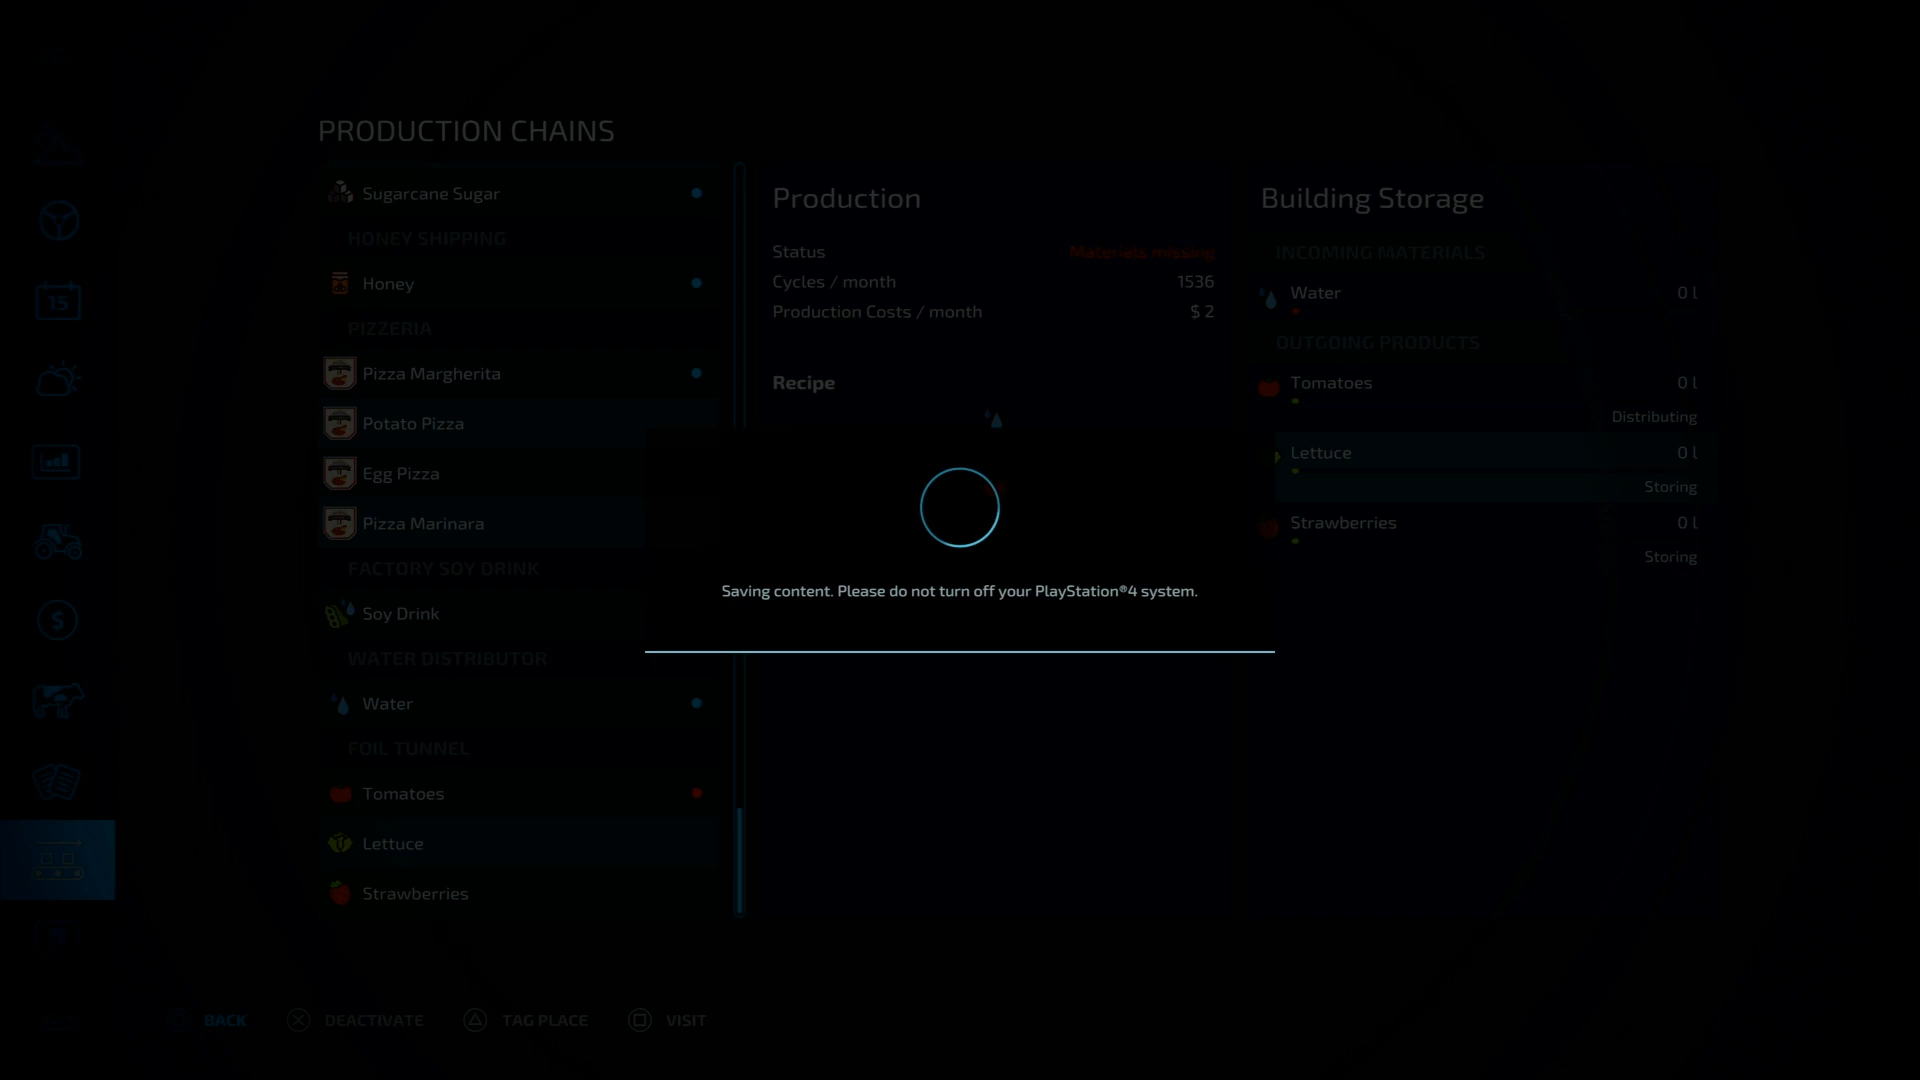 PRODUCTION CHAINS
Sugarcane Sugar
HONEY SHIPPING
Honey
PIZZERIA
Pizza Margherita
Potato Pizza
Egg Pizza
Pizza Marinara
FACTORY SOY DRINK
Soy Drink
WATER DISTRIBUTOR
Water
FOIL TUNNEL
Tomatoes
Lettuce
Strawberries
Production
Status Materials missing
Cycles / month 1536
Production Costs / month $ 2
Recipe
Building Storage
INCOMING MATERIALS
Water 0 l
OUTGOING PRODUCTS
Tomatoes 0 l
Distributing
Lettuce 0 l
Storing
Strawberries 0 l
Storing
Saving content. Please do not turn off your PlayStation®4 system.
15
$
BACK DEACTIVATE TAG PLACE VISIT